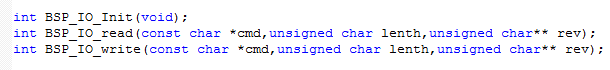 int BSP_IO_Init(void);
int BSP_IO_read(const char *cmd,unsigned char lenth,unsigned char** rev);
int BSP_IO_write(const char *cmd,unsigned char lenth,unsigned char** rev);